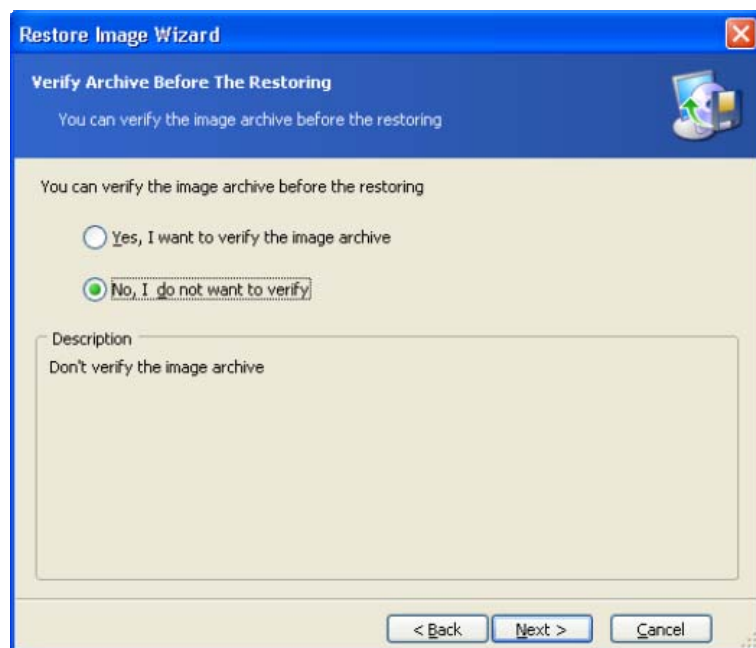 Restore Image Wizard
Verify Archive Before The Restoring
You can verify the image archive before the restoring
You can verify the image archive before the restoring
Yes, I want to verify the image archive
No, I do not want to verify
Description
Don't verify the image archive
< Back Next > Cancel